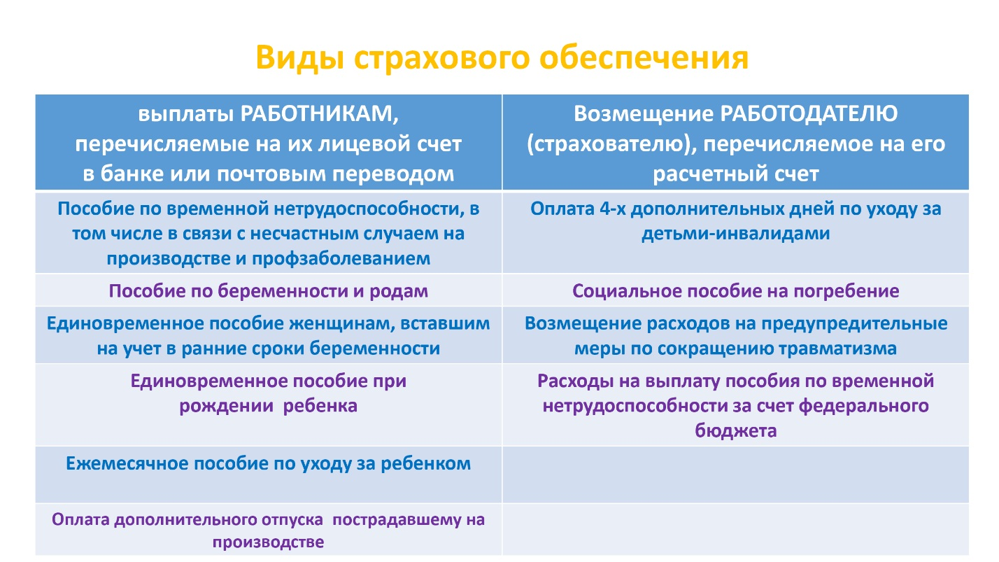 Виды страхового обеспечения
выплаты РАБОТНИКАМ,
перечисляемые на их лицевой счет
в банке или почтовым переводом
Возмещение РАБОТОДАТЕЛЮ
(страхователю), перечисляемое на его
расчетный счет
Пособие по временной нетрудоспособности, в
том числе в связи с несчастным случаем на
производстве и профзаболеванием
Оплата 4-х дополнительных дней по уходу за
детьми-инвалидами
Пособие по беременности и родам
Социальное пособие на погребение
Единовременное пособие женщинам, вставшим
на учет в ранние сроки беременности
Возмещение расходов на предупредительные
меры по сокращению травматизма
Единовременное пособие при
рождении  ребенка
Расходы на выплату пособия по временной
нетрудоспособности за счет федерального
бюджета
Ежемесячное пособие по уходу за ребенком
Оплата дополнительного отпуска  пострадавшему на
производстве